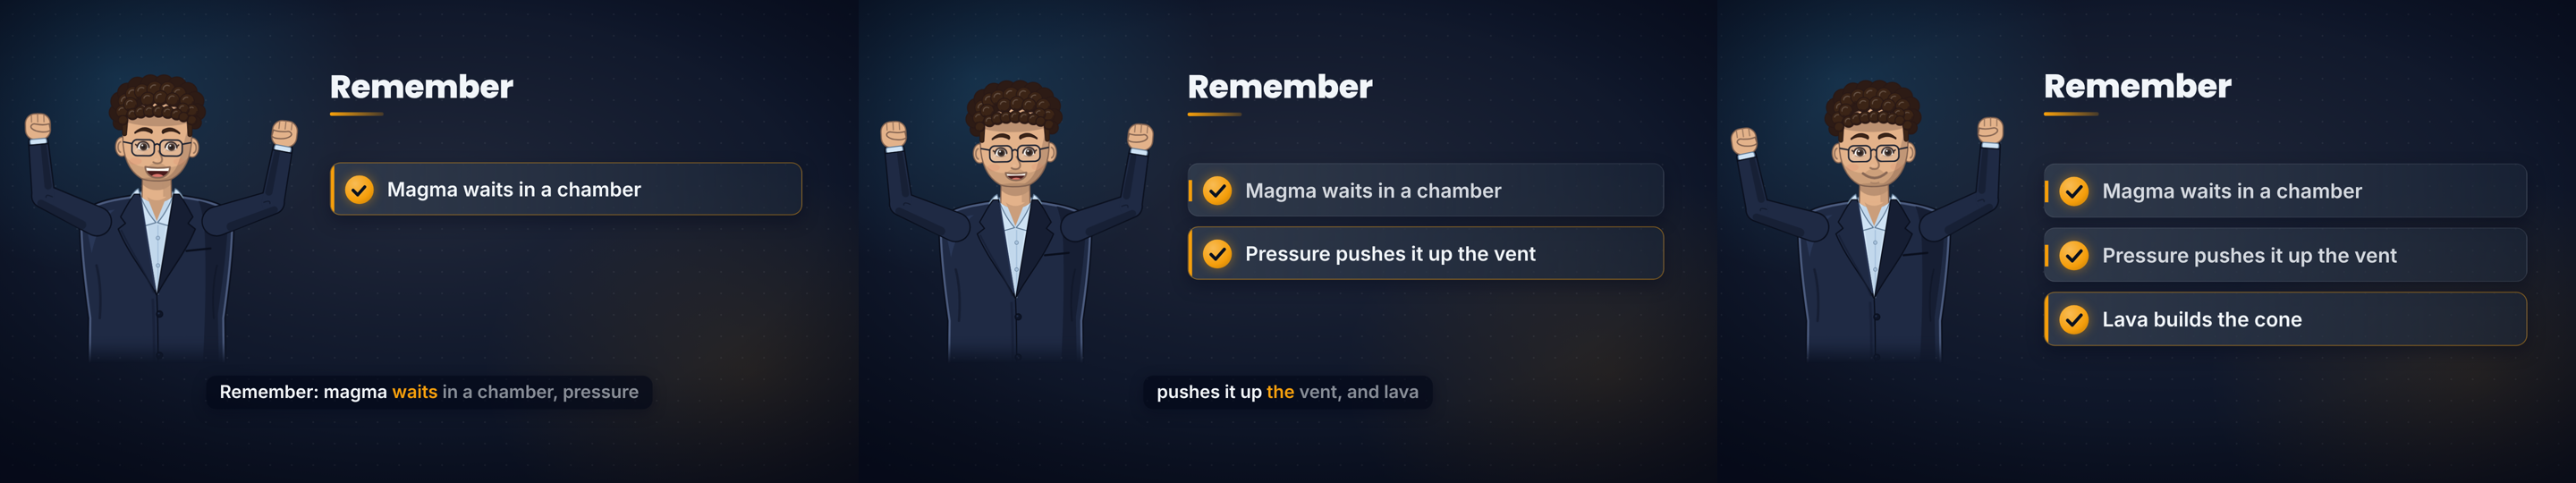 Remember
Magma waits in a chamber
Remember: magma waits in a chamber, pressure
Remember
Magma waits in a chamber
Pressure pushes it up the vent
pushes it up the vent, and lava
Remember
Magma waits in a chamber
Pressure pushes it up the vent
Lava builds the cone